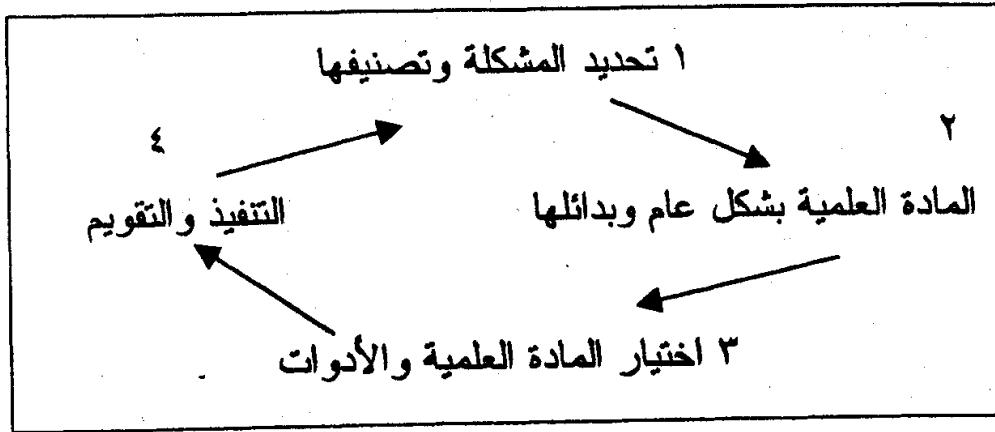 ١ تحديد المشكلة وتصنيفها
٢
٤
المادة العلمية بشكل عام وبدائلها
التنفيذ والتقويم
٣ اختيار المادة العلمية والأدوات